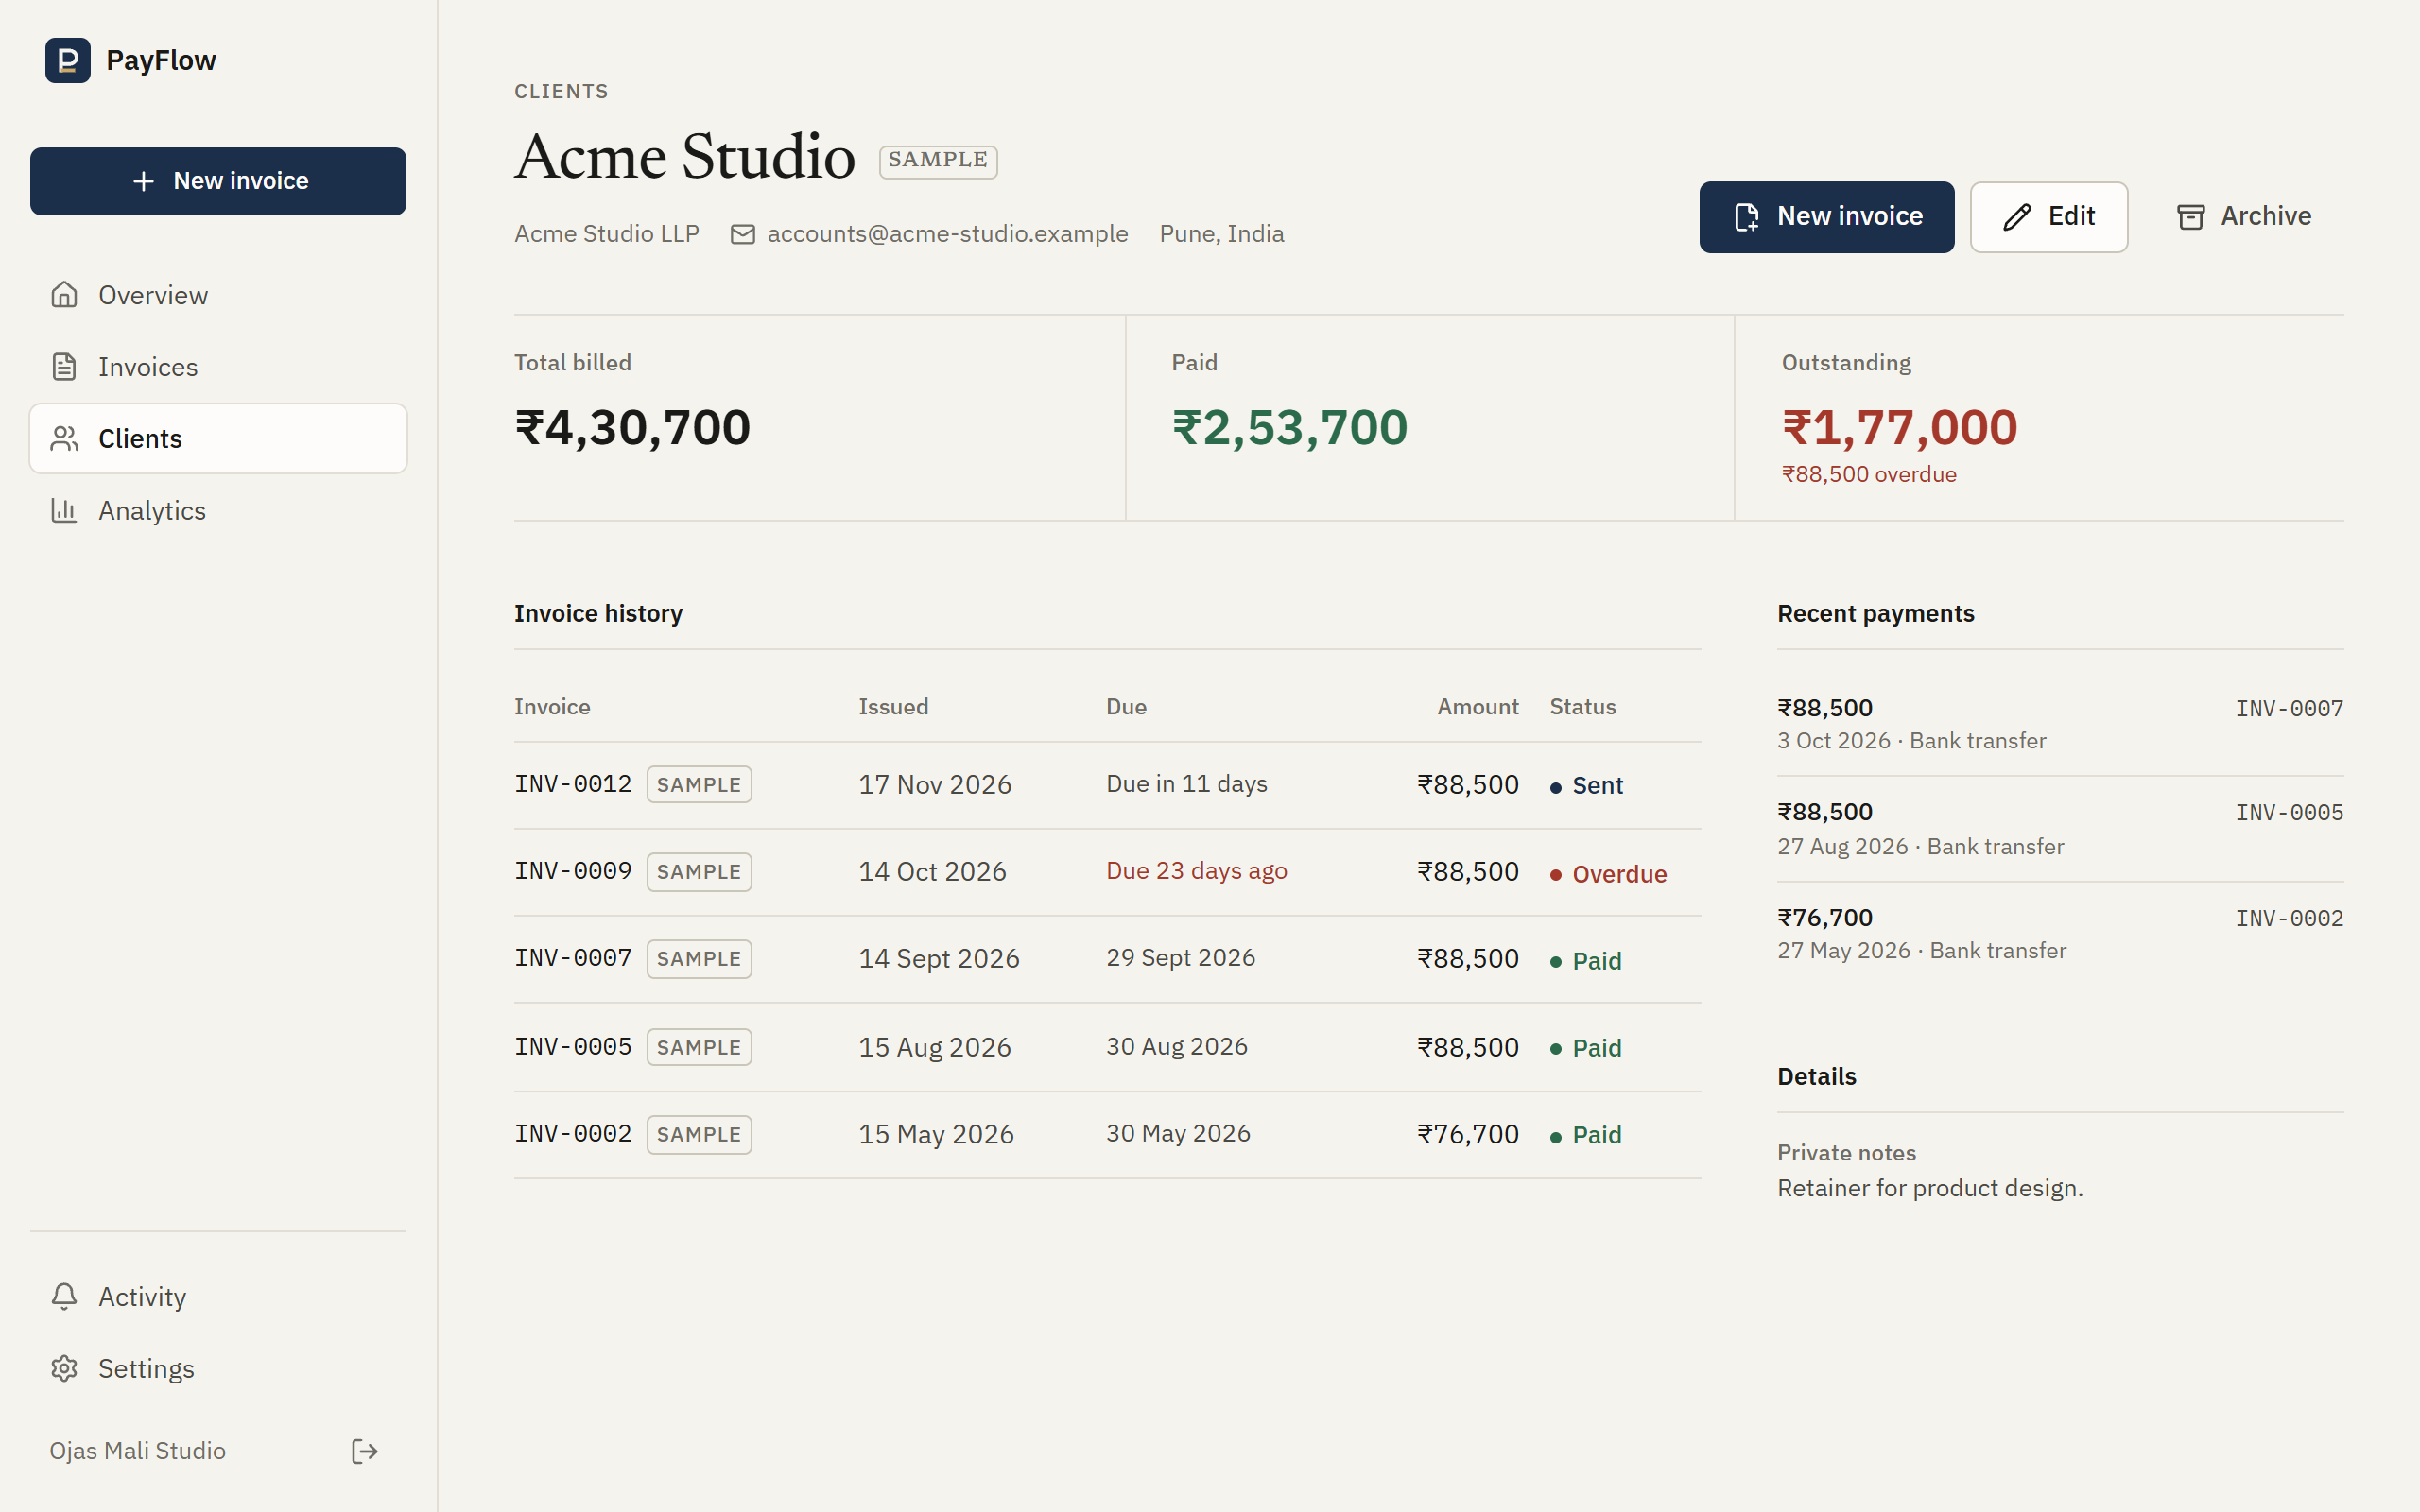 PayFlow
New invoice
Overview
Invoices
Clients
Analytics
Activity
Settings
Ojas Mali Studio
CLIENTS
Acme Studio SAMPLE
Acme Studio LLP accounts@acme-studio.example Pune, India
New invoice Edit Archive
Total billed
₹4,30,700
Paid
₹2,53,700
Outstanding
₹1,77,000
₹88,500 overdue
Invoice history
Invoice Issued Due Amount Status
INV-0012 SAMPLE 17 Nov 2026 Due in 11 days ₹88,500 Sent
INV-0009 SAMPLE 14 Oct 2026 Due 23 days ago ₹88,500 Overdue
INV-0007 SAMPLE 14 Sept 2026 29 Sept 2026 ₹88,500 Paid
INV-0005 SAMPLE 15 Aug 2026 30 Aug 2026 ₹88,500 Paid
INV-0002 SAMPLE 15 May 2026 30 May 2026 ₹76,700 Paid
Recent payments
₹88,500 INV-0007
3 Oct 2026 · Bank transfer
₹88,500 INV-0005
27 Aug 2026 · Bank transfer
₹76,700 INV-0002
27 May 2026 · Bank transfer
Details
Private notes
Retainer for product design.